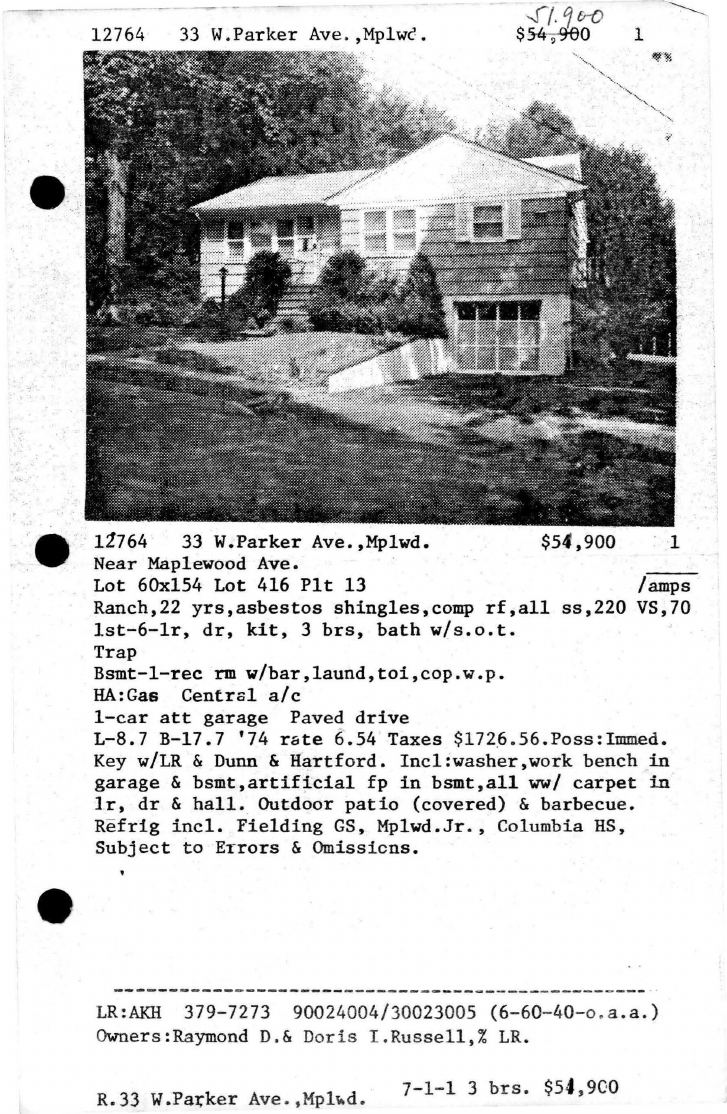 51,900
12764 33 W.Parker Ave.,Mplwd. $54,900 1
12764 33 W.Parker Ave.,Mplwd. $54,900 1
Near Maplewood Ave.
Lot 60x154 Lot 416 Plt 13 /amps
Ranch,22 yrs,asbestos shingles,comp rf,all ss,220 VS,70
1st-6-lr, dr, kit, 3 brs, bath w/s.o.t.
Trap
Bsmt-1-rec rm w/bar,laund,toi,cop.w.p.
HA:Gas Central a/c
1-car att garage Paved drive
L-8.7 B-17.7 '74 rate 6.54 Taxes $1726.56.Poss:Immed.
Key w/LR & Dunn & Hartford. Incl:washer,work bench in
garage & bsmt,artificial fp in bsmt,all ww/ carpet in
lr, dr & hall. Outdoor patio (covered) & barbecue.
Refrig incl. Fielding GS, Mplwd.Jr., Columbia HS,
Subject to Errors & Omissions.
LR:AKH 379-7273 90024004/30023005 (6-60-40-o.a.a.)
Owners:Raymond D.& Doris I.Russell,% LR.
R.33 W.Parker Ave.,Mplwd. 7-1-1 3 brs. $54,900